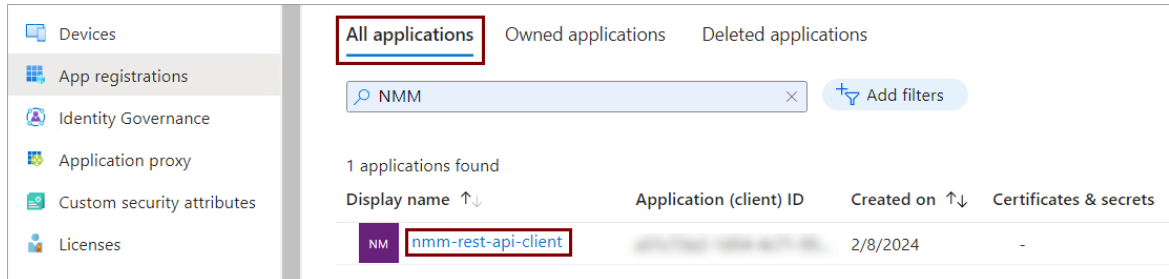 Devices
App registrations
Identity Governance
Application proxy
Custom security attributes
Licenses
All applications Owned applications Deleted applications
NMM
Add filters
1 applications found
Display name ↑↓ Application (client) ID Created on ↑↓ Certificates & secrets
NM nmm-rest-api-client 2/8/2024 -